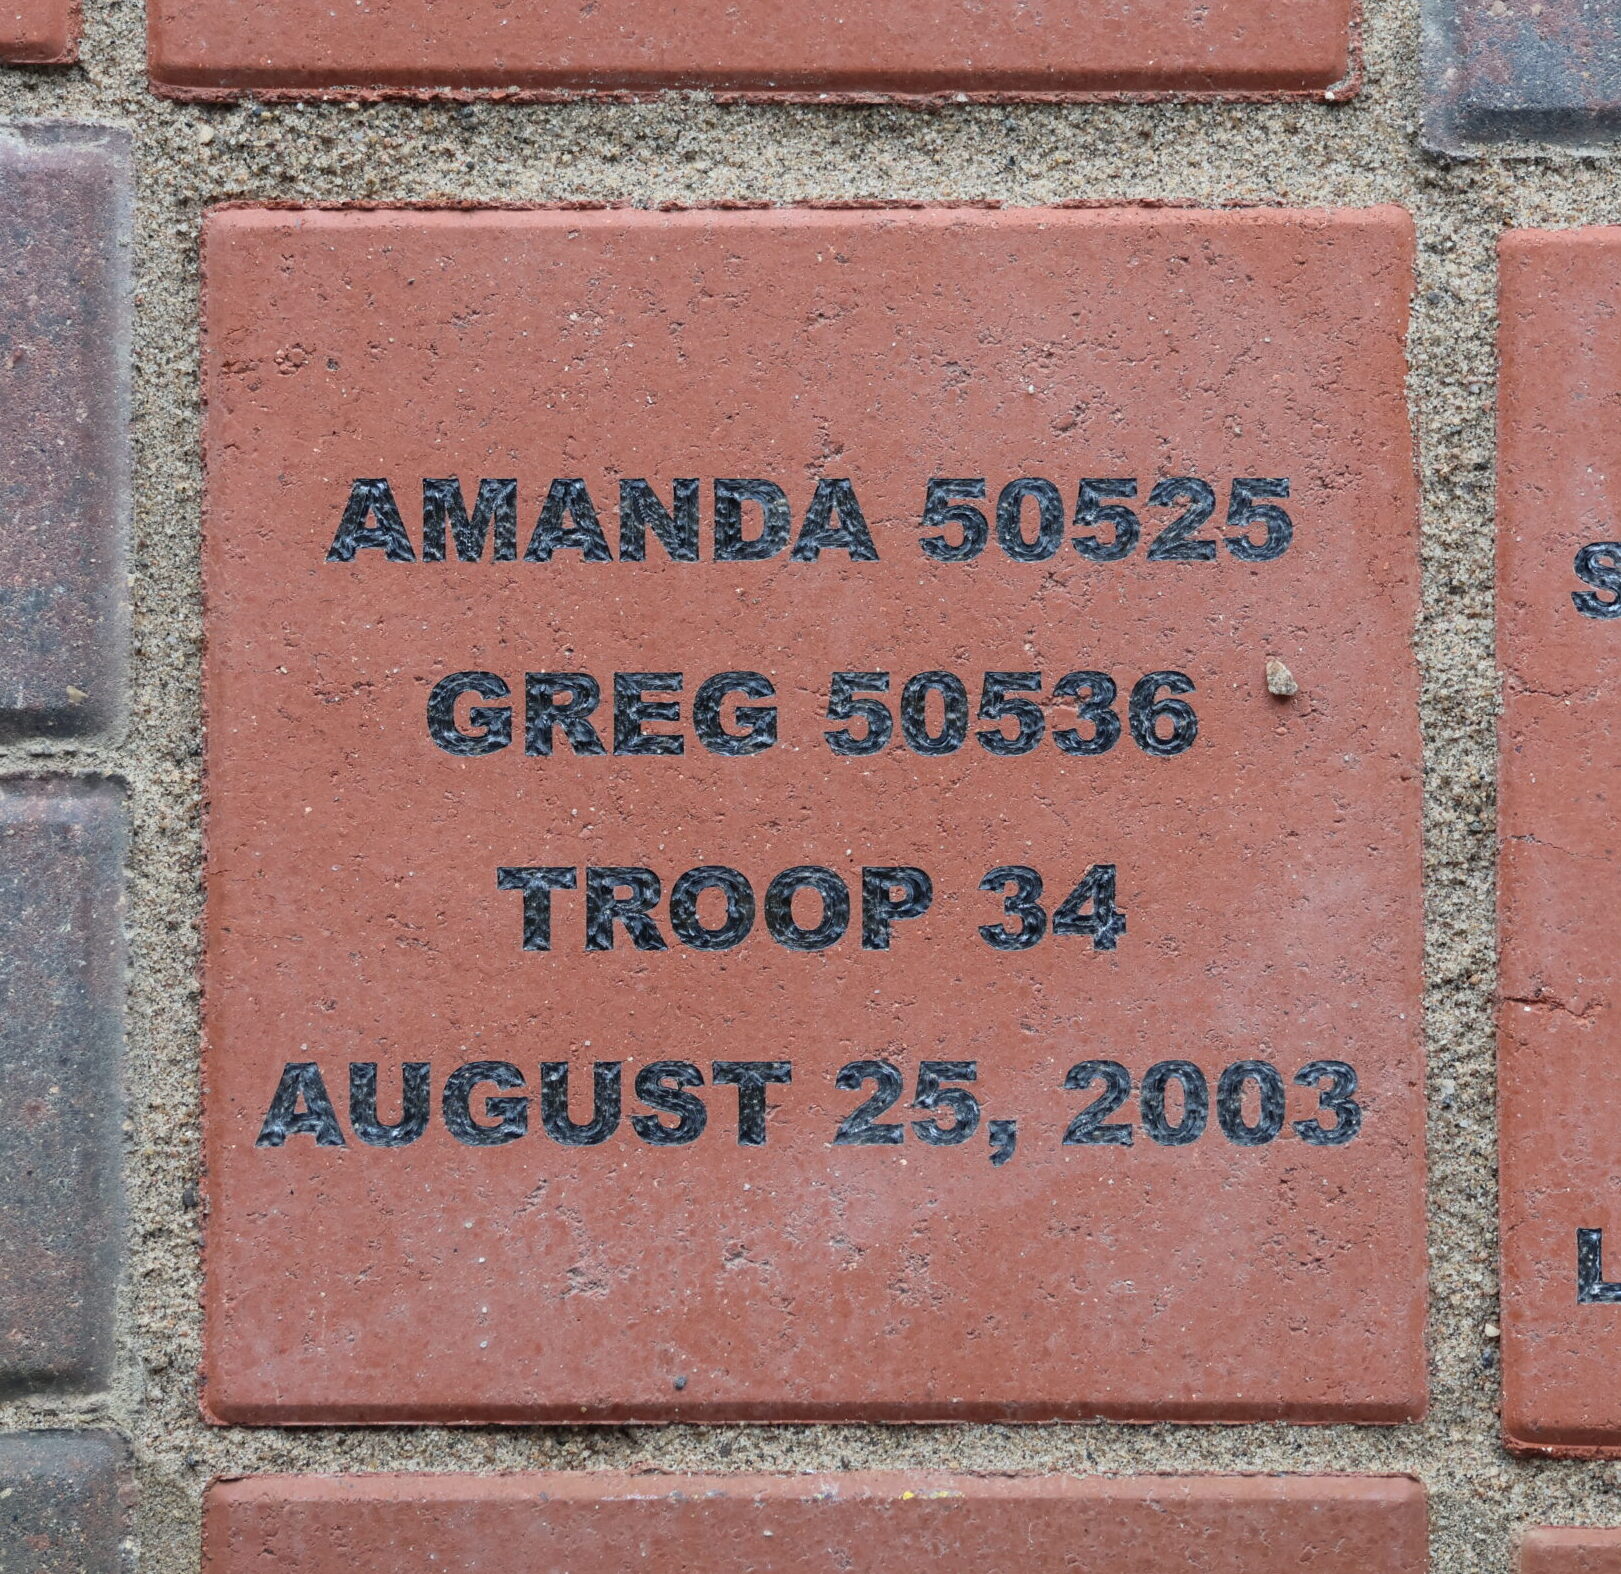 AMANDA 50525
GREG 50536
TROOP 34
AUGUST 25, 2003
S
L